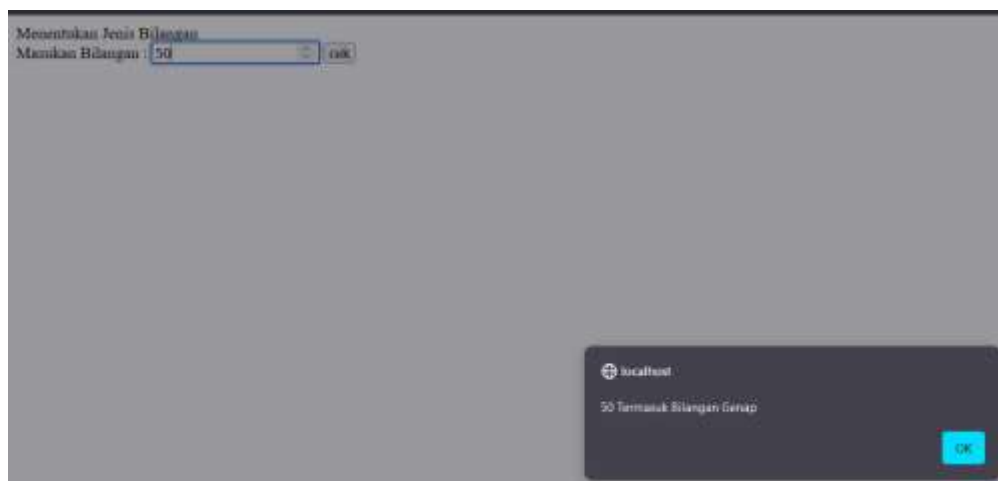 Menentukan Jenis Bilangan
Masukan Bilangan : 50 cek
localhost
50 Termasuk Bilangan Genap
OK